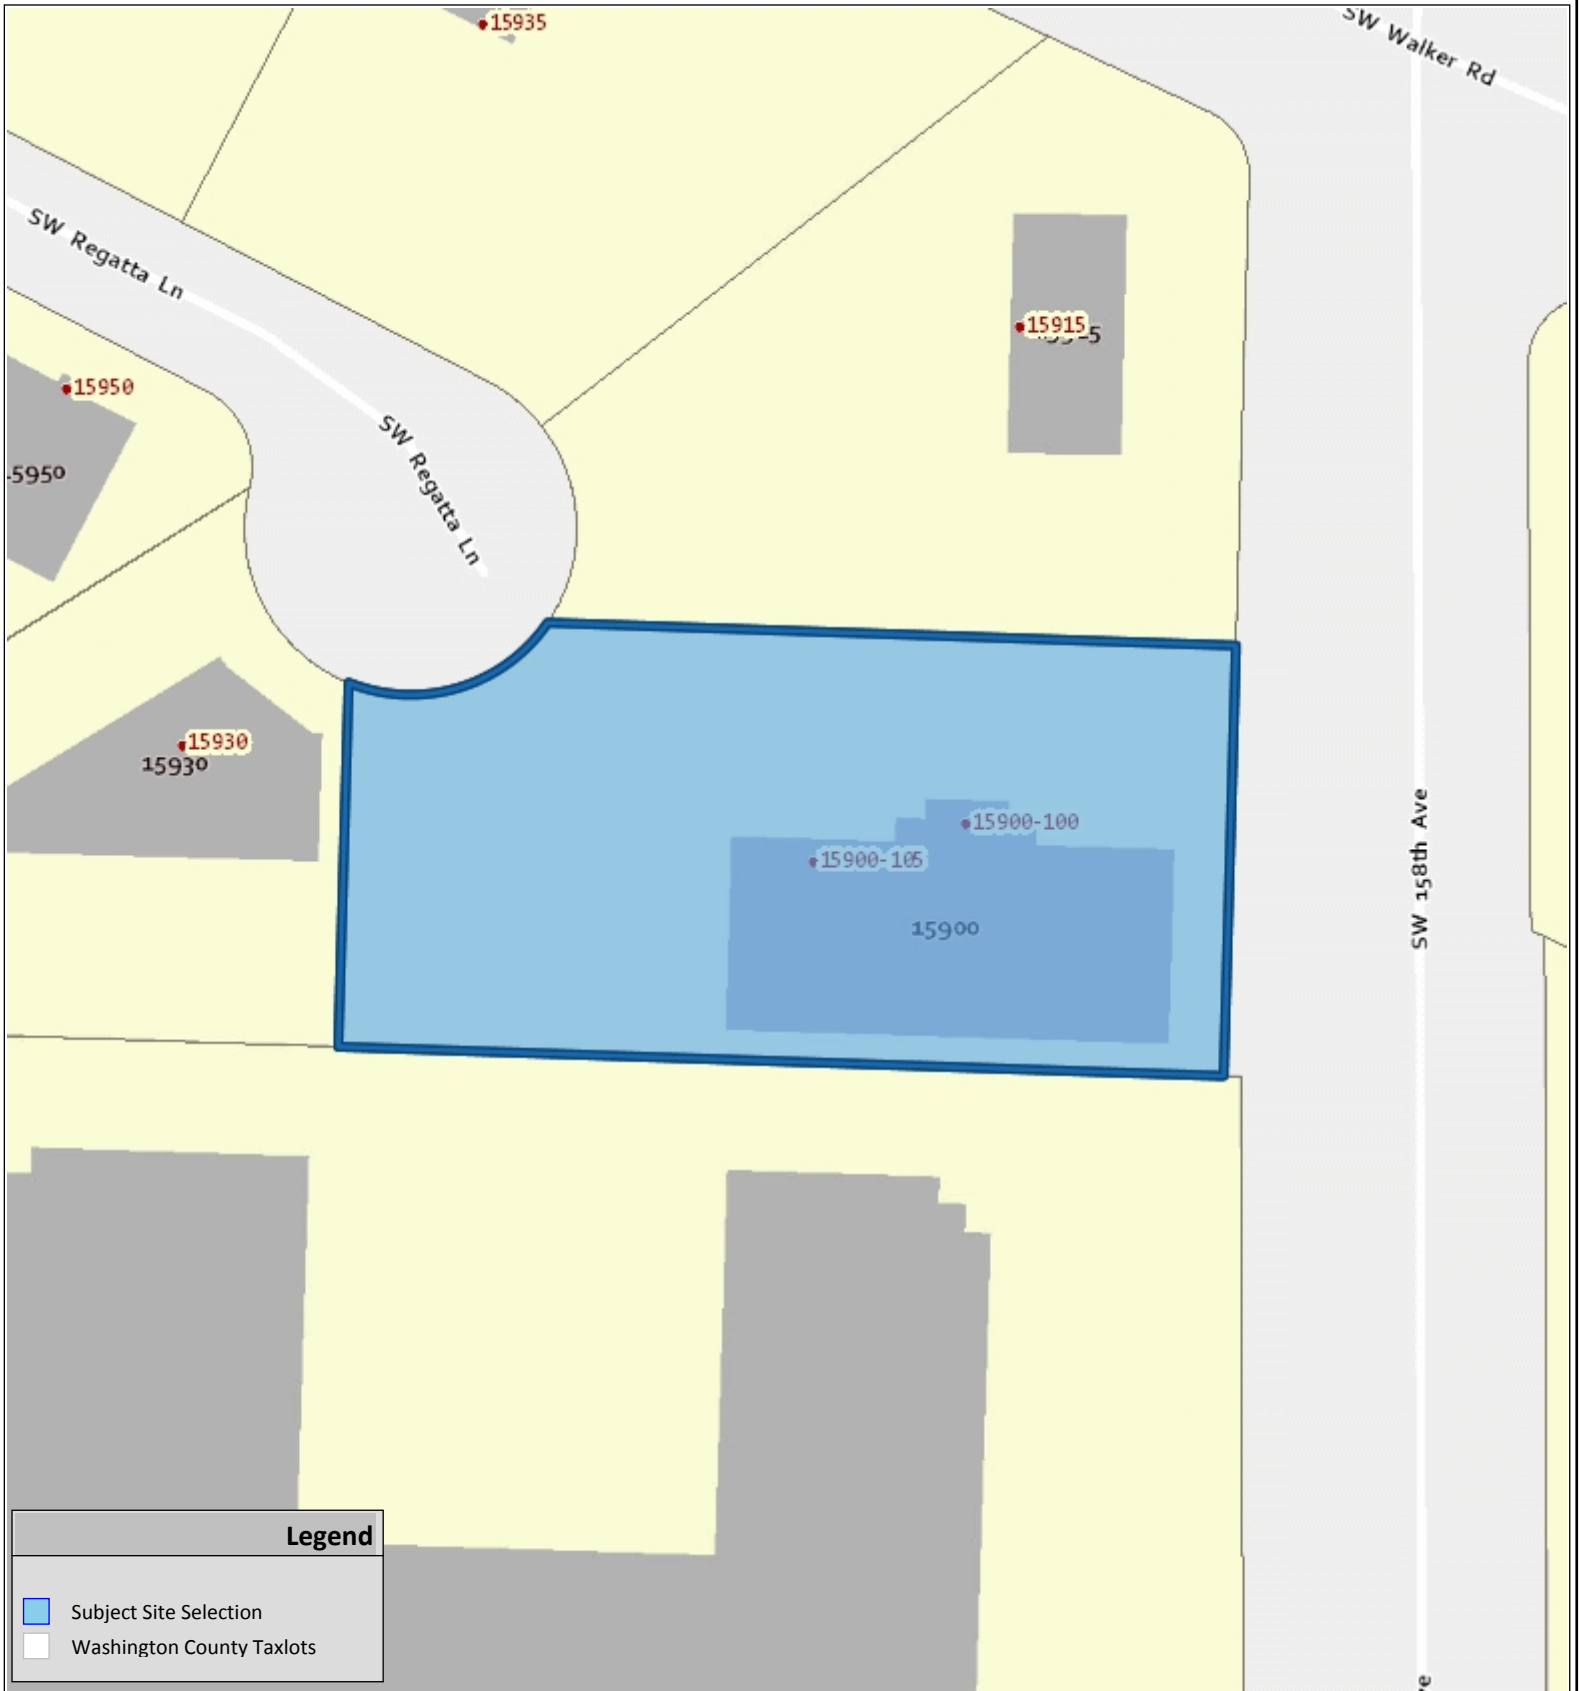 15935
SW Walker Rd
SW Regatta Ln
15915
15950
SW Regatta Ln
5950
15930
15930
15900-100
15900-105
15900
SW 158th Ave
Legend
Subject Site Selection
Washington County Taxlots